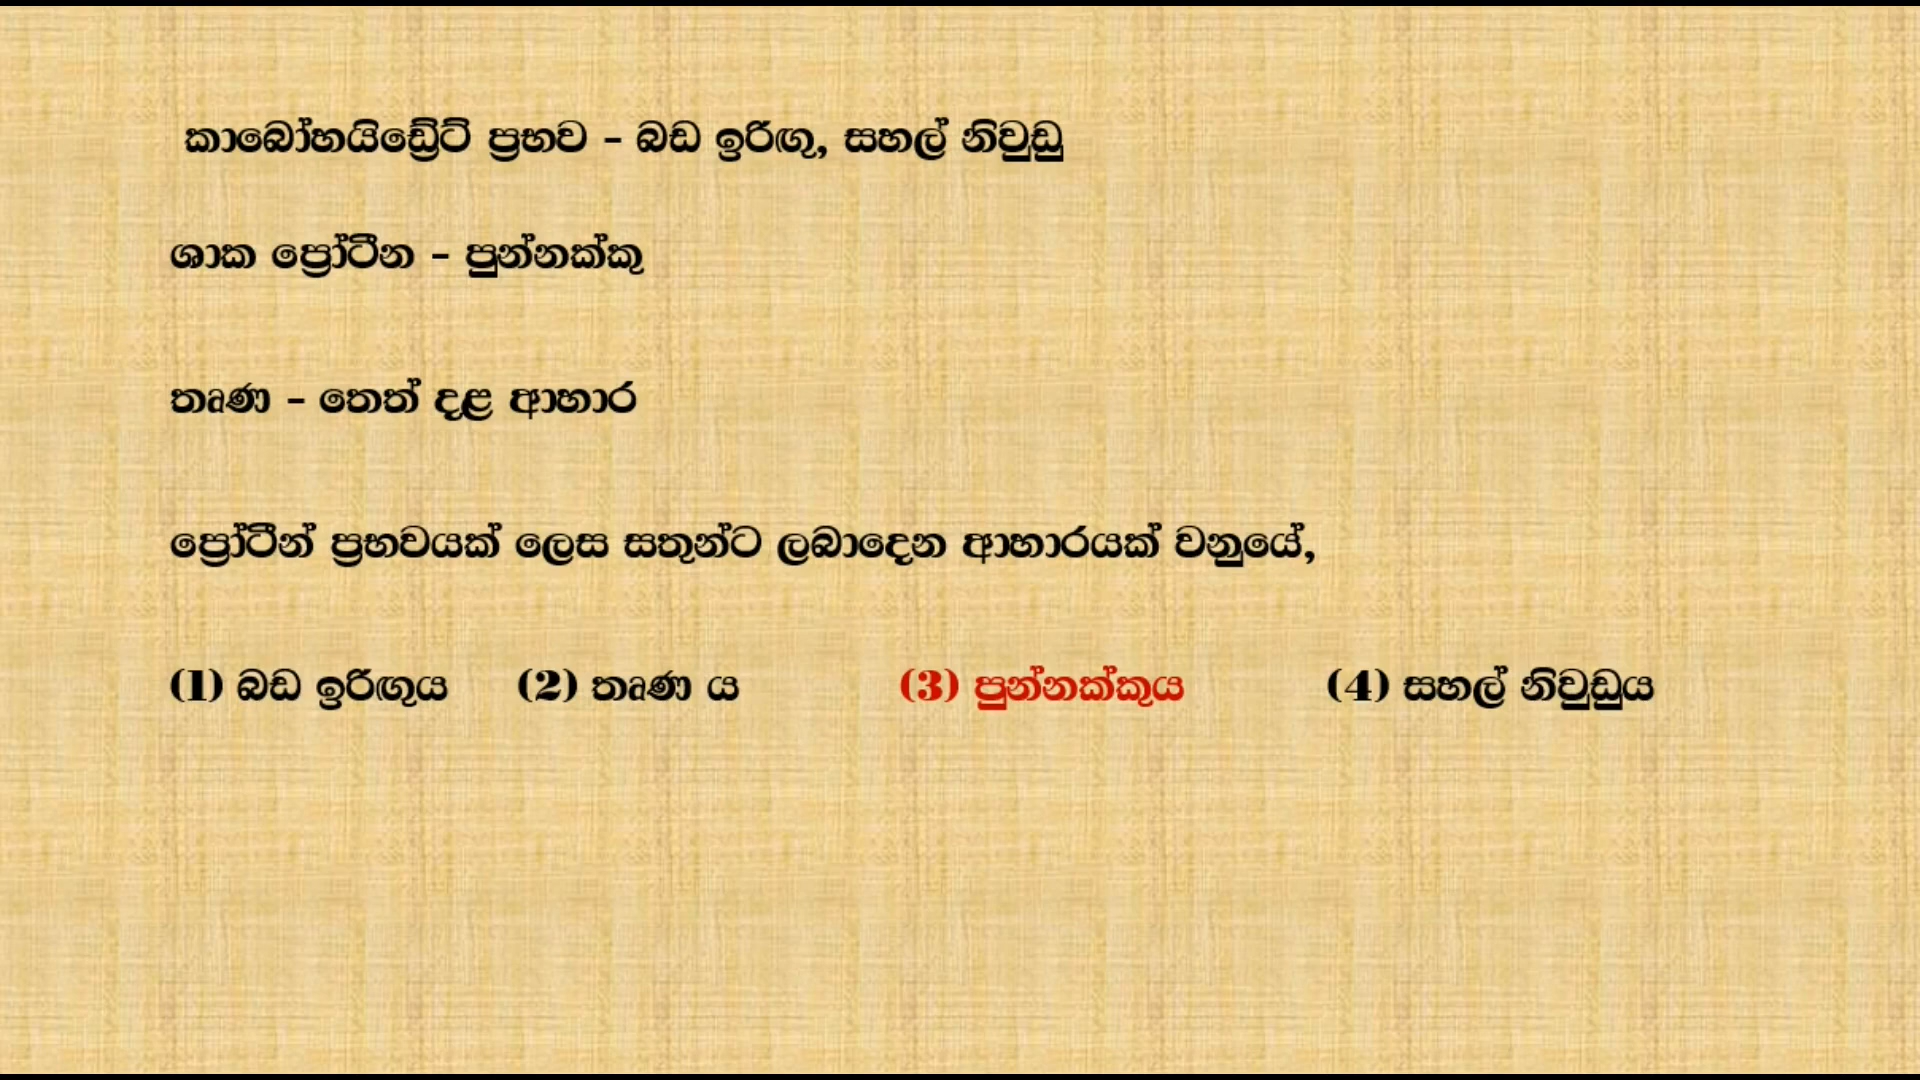 කාබෝහයිඩ්‍රේට් ප්‍රභව - බඩ ඉරිඟු, සහල් නිවුඩු
ශාක ප්‍රෝටීන - පුන්නක්කු
තෘණ - තෙත් දළ ආහාර
ප්‍රෝටීන් ප්‍රභවයක් ලෙස සතුන්ට ලබාදෙන ආහාරයක් වනුයේ,
(1) බඩ ඉරිඟුය (2) තෘණ ය (3) පුන්නක්කුය (4) සහල් නිවුඩුය